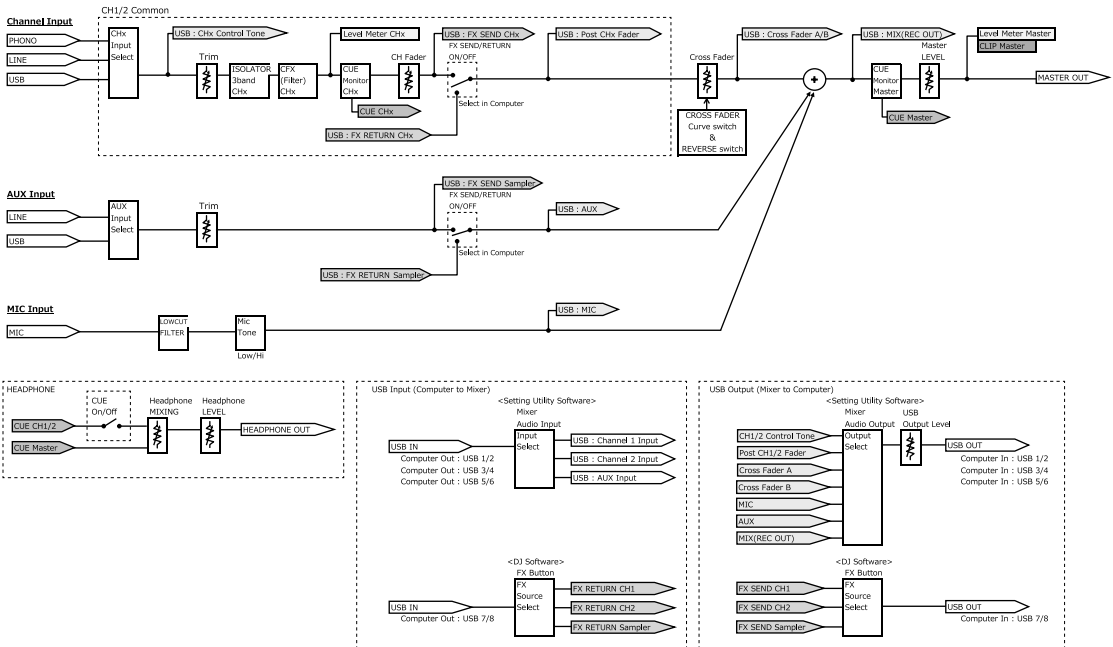 CH1/2 Common
Channel Input
PHONO
LINE
USB
CHx
Input
Select
USB : CHx Control Tone
Trim
ISOLATOR
3band
CHx
CFX
(Filter)
CHx
Level Meter CHx
CUE
Monitor
CHx
CUE CHx
CH Fader
USB : FX SEND CHx
FX SEND/RETURN
ON/OFF
Select in Computer
USB : FX RETURN CHx
USB : Post CHx Fader
Cross Fader
CROSS FADER
Curve switch
&
REVERSE switch
USB : Cross Fader A/B
+
USB : MIX(REC OUT)
CUE
Monitor
Master
CUE Master
Master
LEVEL
Level Meter Master
CLIP Master
MASTER OUT
AUX Input
LINE
USB
AUX
Input
Select
Trim
USB : FX SEND Sampler
FX SEND/RETURN
ON/OFF
Select in Computer
USB : FX RETURN Sampler
USB : AUX
MIC Input
MIC
LOWCUT
FILTER
Mic
Tone
Low/Hi
USB : MIC
HEADPHONE
CUE
On/Off
Headphone
MIXING
Headphone
LEVEL
CUE CH1/2
CUE Master
HEADPHONE OUT
USB Input (Computer to Mixer)
<Setting Utility Software>
Mixer
Audio Input
Input
Select
USB IN
Computer Out : USB 1/2
Computer Out : USB 3/4
Computer Out : USB 5/6
USB : Channel 1 Input
USB : Channel 2 Input
USB : AUX Input
<DJ Software>
FX Button
FX
Source
Select
USB IN
Computer Out : USB 7/8
FX RETURN CH1
FX RETURN CH2
FX RETURN Sampler
USB Output (Mixer to Computer)
<Setting Utility Software>
Mixer
Audio Output
USB
Output Level
CH1/2 Control Tone
Post CH1/2 Fader
Cross Fader A
Cross Fader B
MIC
AUX
MIX(REC OUT)
Output
Select
USB OUT
Computer In : USB 1/2
Computer In : USB 3/4
Computer In : USB 5/6
<DJ Software>
FX Button
FX SEND CH1
FX SEND CH2
FX SEND Sampler
FX
Source
Select
USB OUT
Computer In : USB 7/8